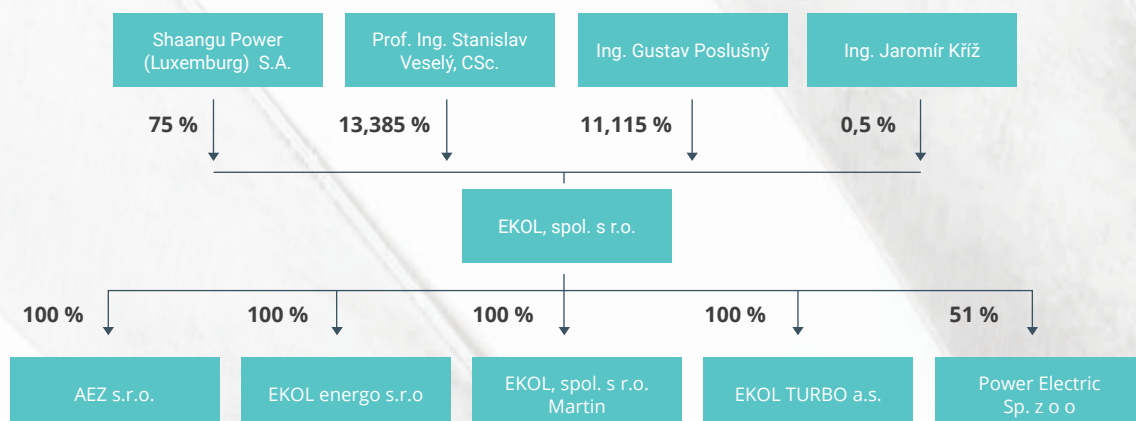 Shaangu Power
(Luxemburg) S.A.
Prof. Ing. Stanislav
Veselý, CSc.
Ing. Gustav Poslušný
Ing. Jaromír Kříž
75 %
13,385 %
11,115 %
0,5 %
EKOL, spol. s r.o.
100 %
100 %
100 %
100 %
51 %
AEZ s.r.o.
EKOL energo s.r.o
EKOL, spol. s r.o.
Martin
EKOL TURBO a.s.
Power Electric
Sp. z o o